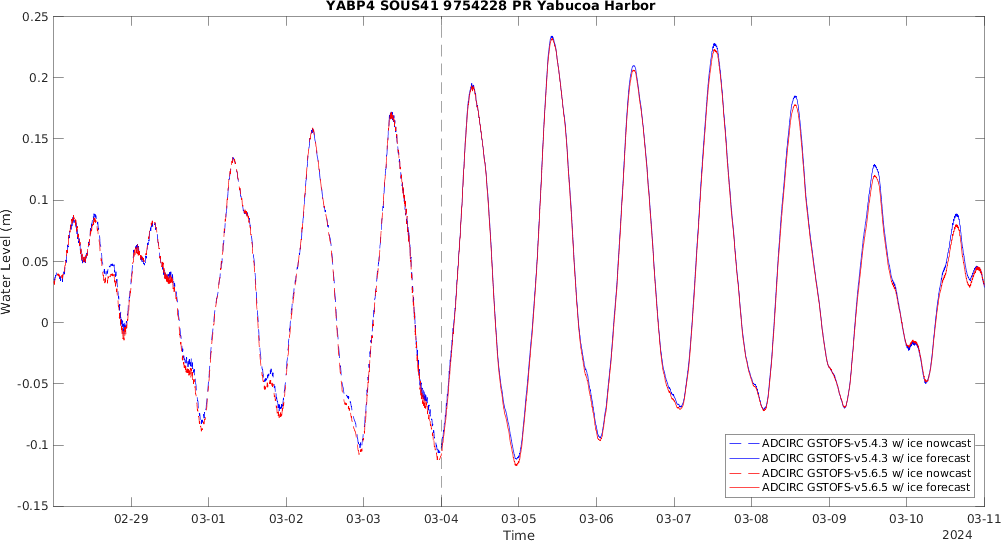 YABP4 SOUS41 9754228 PR Yabucoa Harbor
0.25
0.2
0.15
0.1
0.05
0
-0.05
-0.1
-0.15
Water Level (m)
ADCIRC GSTOFS-v5.4.3 w/ ice nowcast
ADCIRC GSTOFS-v5.4.3 w/ ice forecast
ADCIRC GSTOFS-v5.6.5 w/ ice nowcast
ADCIRC GSTOFS-v5.6.5 w/ ice forecast
02-29 03-01 03-02 03-03 03-04 03-05 03-06 03-07 03-08 03-09 03-10 03-11
Time 2024